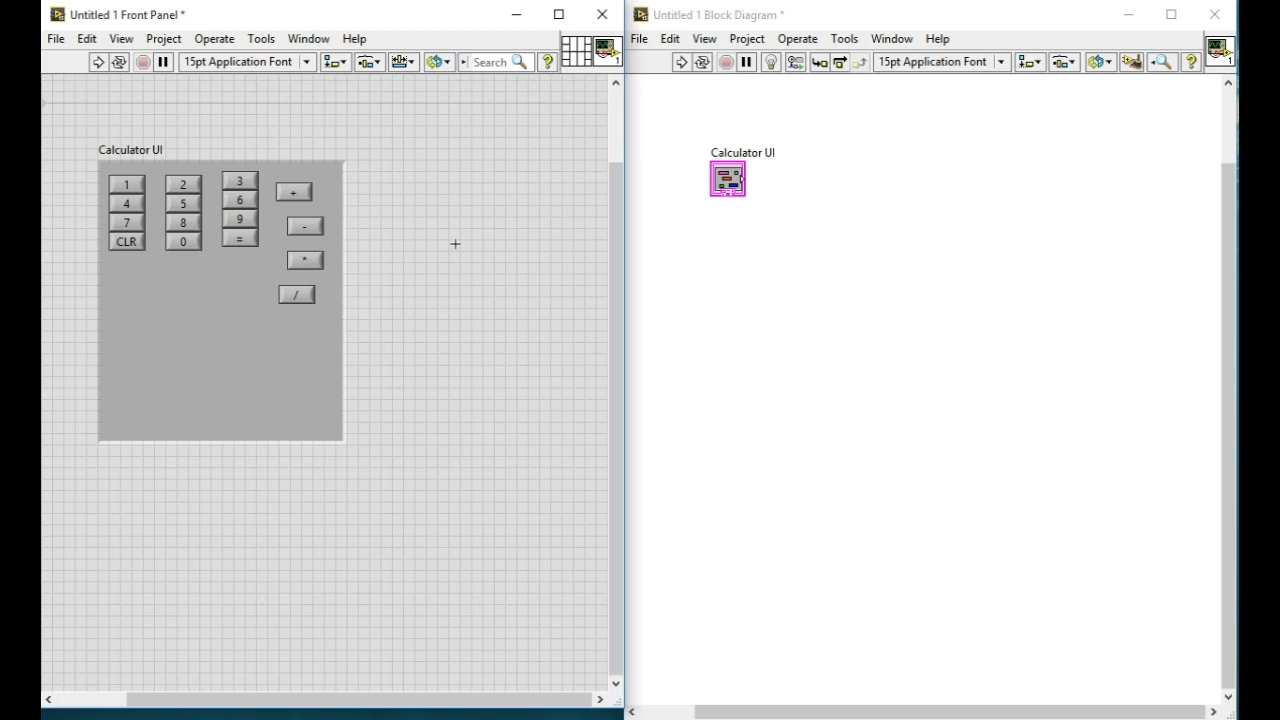 Untitled 1 Front Panel *
File Edit View Project Operate Tools Window Help
15pt Application Font
Search
?
1
Calculator UI
1 2 3 +
4 5 6 -
7 8 9 *
CLR 0 = /
Untitled 1 Block Diagram *
File Edit View Project Operate Tools Window Help
15pt Application Font
?
1
Calculator UI